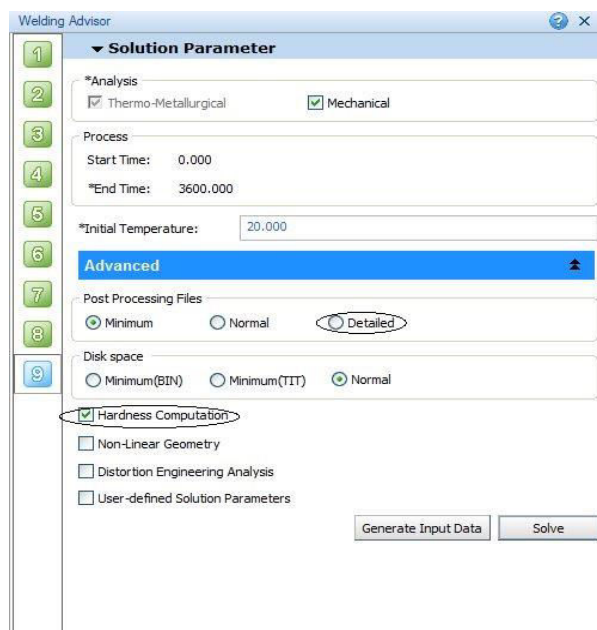 Welding Advisor
Solution Parameter
*Analysis
Thermo-Metallurgical Mechanical
Process
Start Time: 0.000
*End Time: 3600.000
*Initial Temperature: 20.000
Advanced
Post Processing Files
Minimum Normal Detailed
Disk space
Minimum(BIN) Minimum(TIT) Normal
Hardness Computation
Non-Linear Geometry
Distortion Engineering Analysis
User-defined Solution Parameters
Generate Input Data Solve
1
2
3
4
5
6
7
8
9